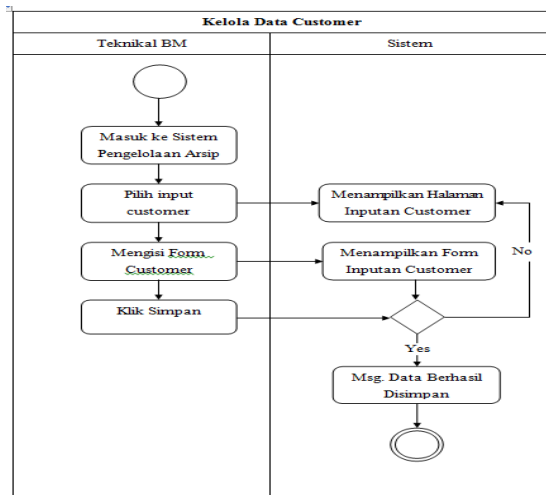 Kelola Data Customer
Teknikal BM
Sistem
Masuk ke Sistem
Pengelolaan Arsip
Pilih input
customer
Menampilkan Halaman
Inputan Customer
Mengisi Form
Customer
Menampilkan Form
Inputan Customer
No
Klik Simpan
Yes
Msg. Data Berhasil
Disimpan